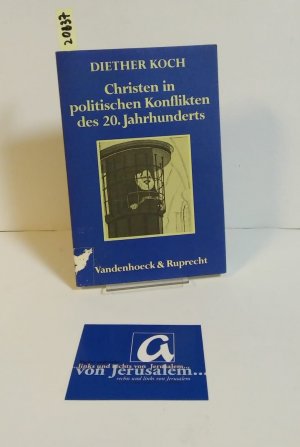 20837
DIETHER KOCH
Christen in
politischen Konflikten
des 20. Jahrhunderts
Vandenhoeck & Ruprecht
a
...links und rechts von Jerusalem...
von Jerusalem...
rechts und links von Jerusalem